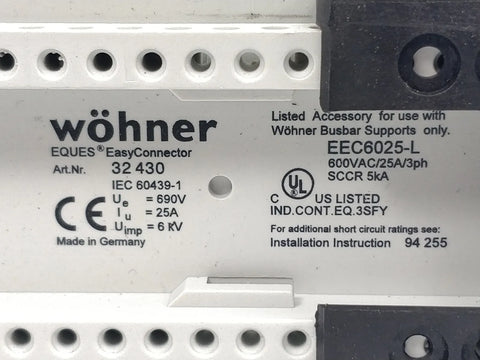 wöhner
EQUES® EasyConnector
Art.Nr. 32 430
IEC 60439-1
CE
Ue = 690V
Iu = 25A
Uimp = 6 kV
Made in Germany
Listed Accessory for use with
Wöhner Busbar Supports only.
EEC6025-L
600VAC/25A/3ph
SCCR 5kA
UL
C US LISTED
IND.CONT.EQ.3SFY
For additional short circuit ratings see:
Installation Instruction 94 255